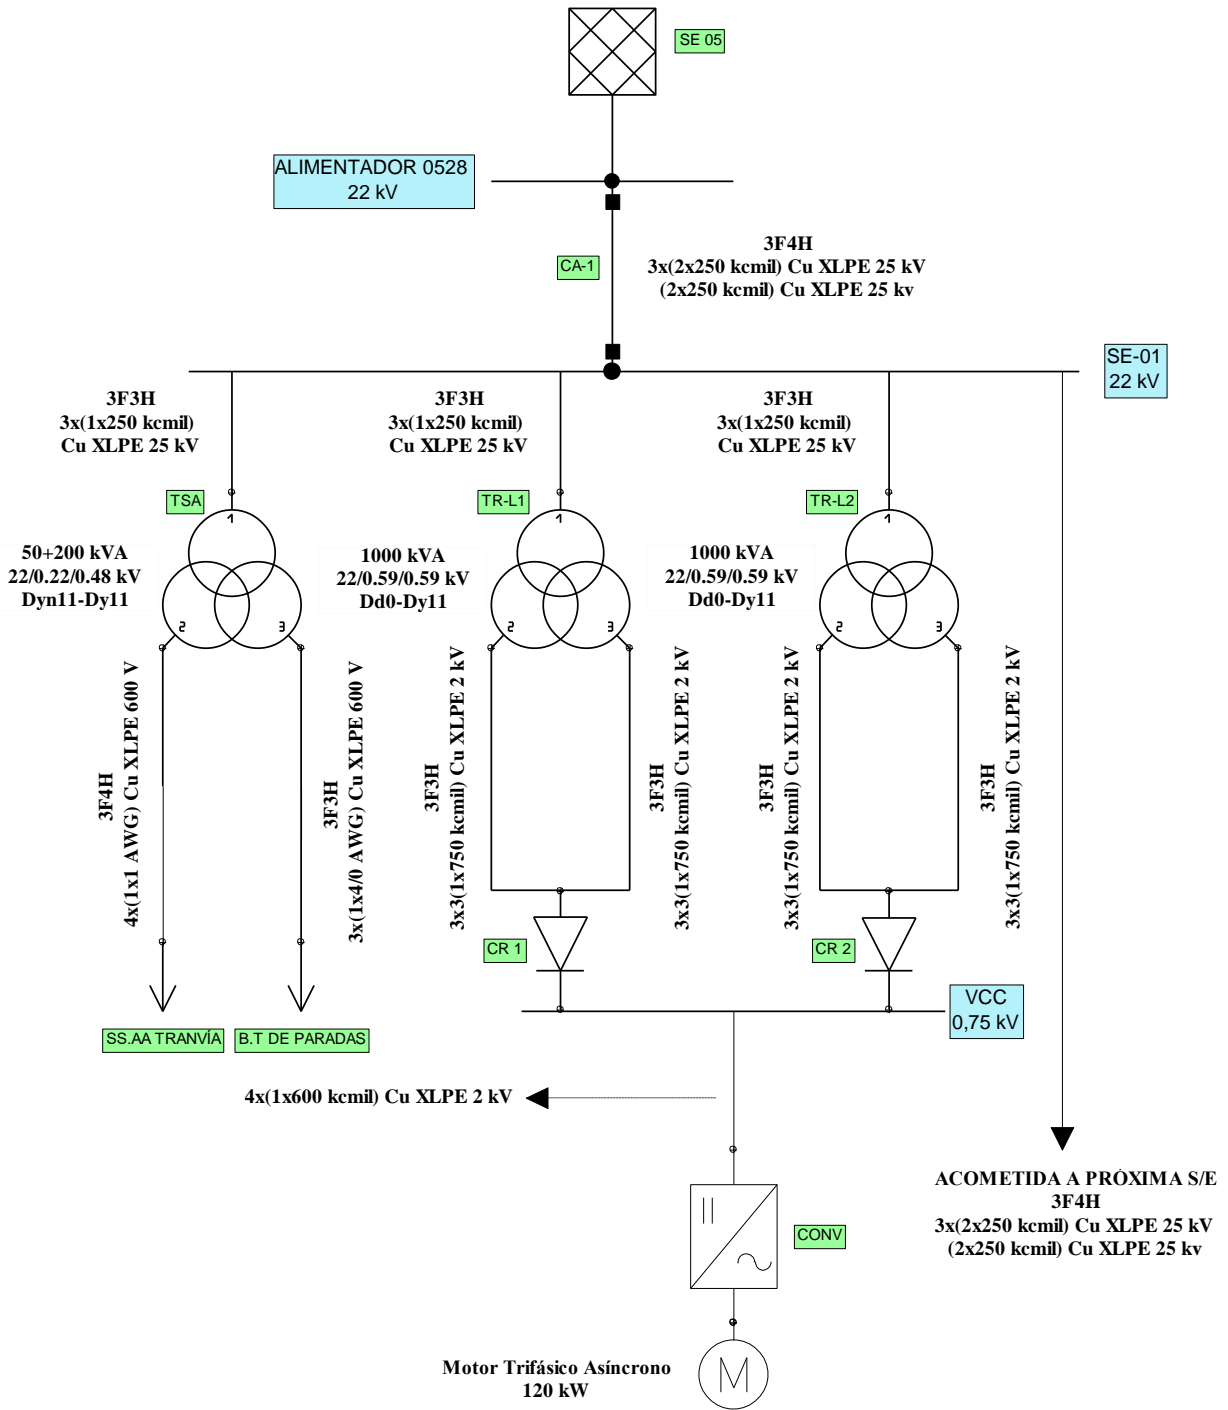 SE 05
ALIMENTADOR 0528
22 kV
3F4H
3x(2x250 kcmil) Cu XLPE 25 kV
(2x250 kcmil) Cu XLPE 25 kv
CA-1
SE-01
22 kV
3F3H
3x(1x250 kcmil)
Cu XLPE 25 kV
3F3H
3x(1x250 kcmil)
Cu XLPE 25 kV
3F3H
3x(1x250 kcmil)
Cu XLPE 25 kV
TSA
TR-L1
TR-L2
1
1
1
50+200 kVA
22/0.22/0.48 kV
Dyn11-Dy11
1000 kVA
22/0.59/0.59 kV
Dd0-Dy11
1000 kVA
22/0.59/0.59 kV
Dd0-Dy11
2
3
2
3
2
3
3F4H
4x(1x1 AWG) Cu XLPE 600 V
3F3H
3x(1x4/0 AWG) Cu XLPE 600 V
3F3H
3x3(1x750 kcmil) Cu XLPE 2 kV
3F3H
3x3(1x750 kcmil) Cu XLPE 2 kV
3F3H
3x3(1x750 kcmil) Cu XLPE 2 kV
3F3H
3x3(1x750 kcmil) Cu XLPE 2 kV
CR 1
CR 2
VCC
0,75 kV
SS.AA TRANVÍA
B.T DE PARADAS
4x(1x600 kcmil) Cu XLPE 2 kV
ACOMETIDA A PRÓXIMA S/E
3F4H
3x(2x250 kcmil) Cu XLPE 25 kV
(2x250 kcmil) Cu XLPE 25 kv
CONV
Motor Trifásico Asíncrono
120 kW
M